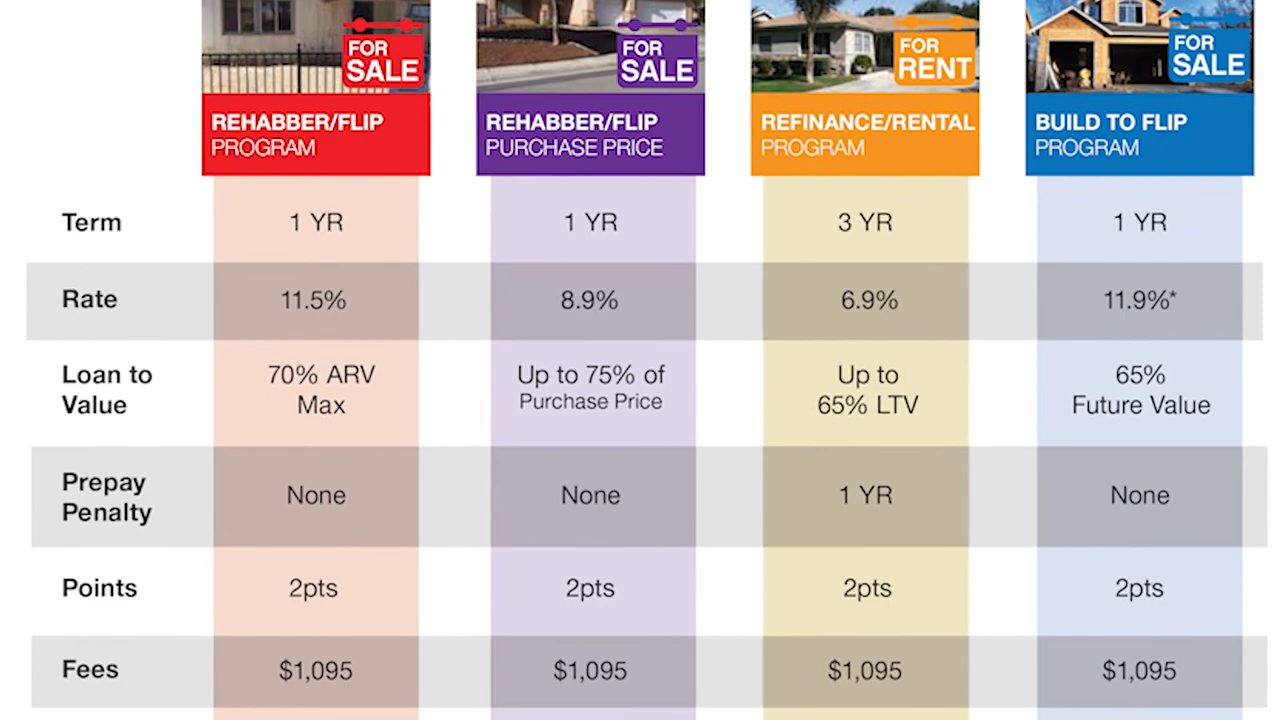 FOR
SALE
FOR
SALE
FOR
RENT
FOR
SALE
REHABBER/FLIP
PROGRAM
REHABBER/FLIP
PURCHASE PRICE
REFINANCE/RENTAL
PROGRAM
BUILD TO FLIP
PROGRAM
Term 1 YR 1 YR 3 YR 1 YR
Rate 11.5% 8.9% 6.9% 11.9%*
Loan to 70% ARV Up to 75% of Up to 65%
Value Max Purchase Price 65% LTV Future Value
Prepay
Penalty
None None 1 YR None
Points 2pts 2pts 2pts 2pts
Fees $1,095 $1,095 $1,095 $1,095